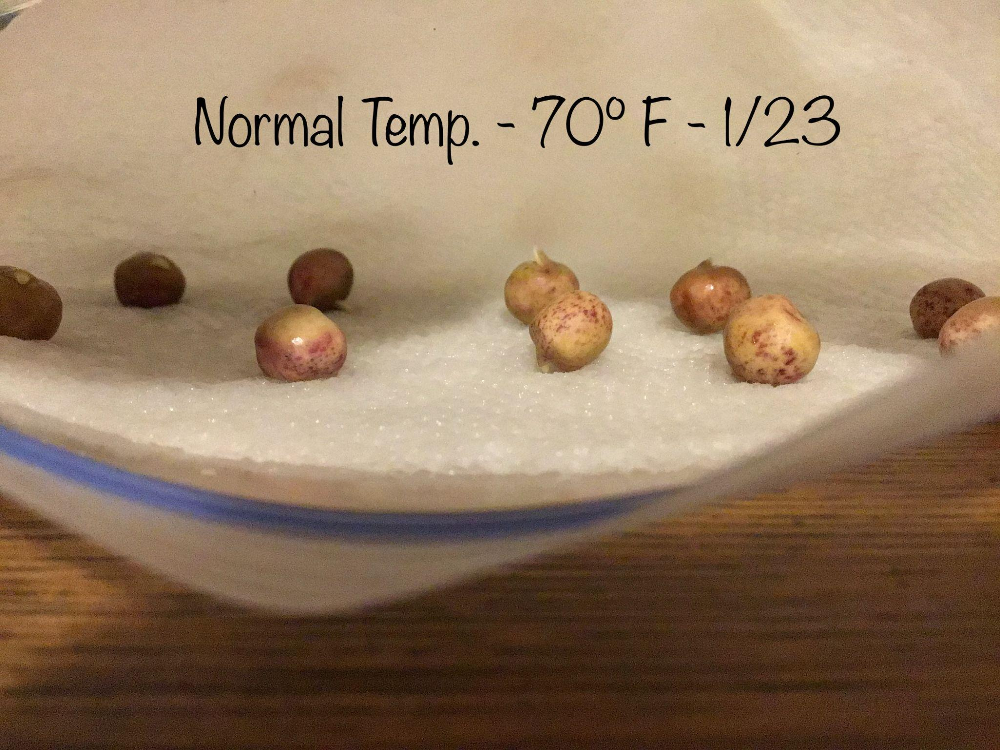 Normal Temp. - 70° F - 1/23